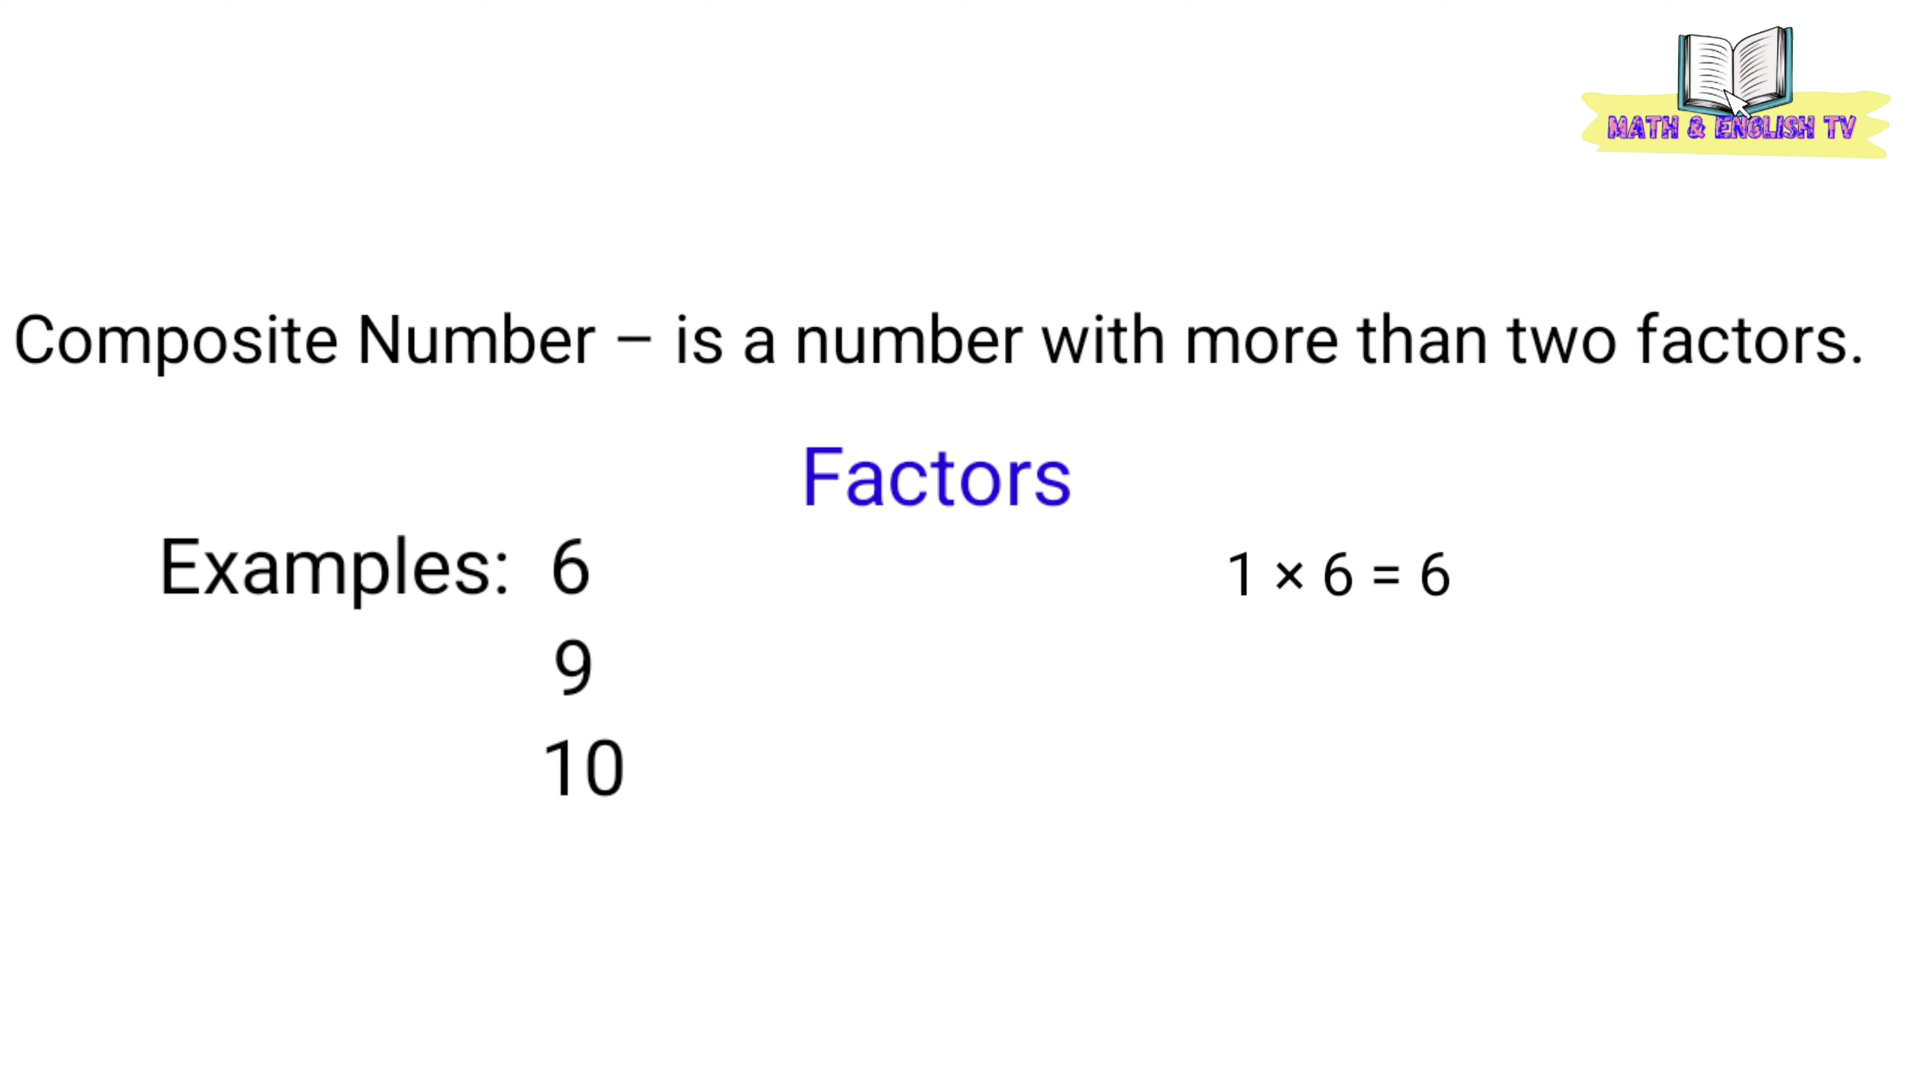 MATH & ENGLISH TV
Composite Number – is a number with more than two factors.
Factors
Examples: 6 1 × 6 = 6
9
10